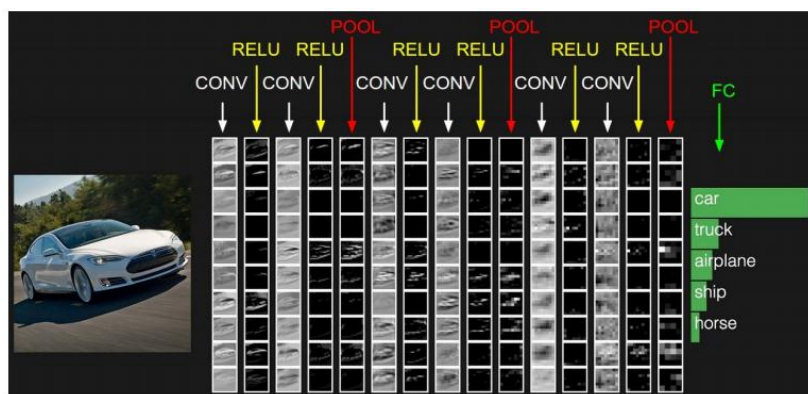 POOL POOL POOL
RELU RELU RELU RELU RELU RELU
CONV CONV CONV CONV CONV CONV
FC
car
truck
airplane
ship
horse